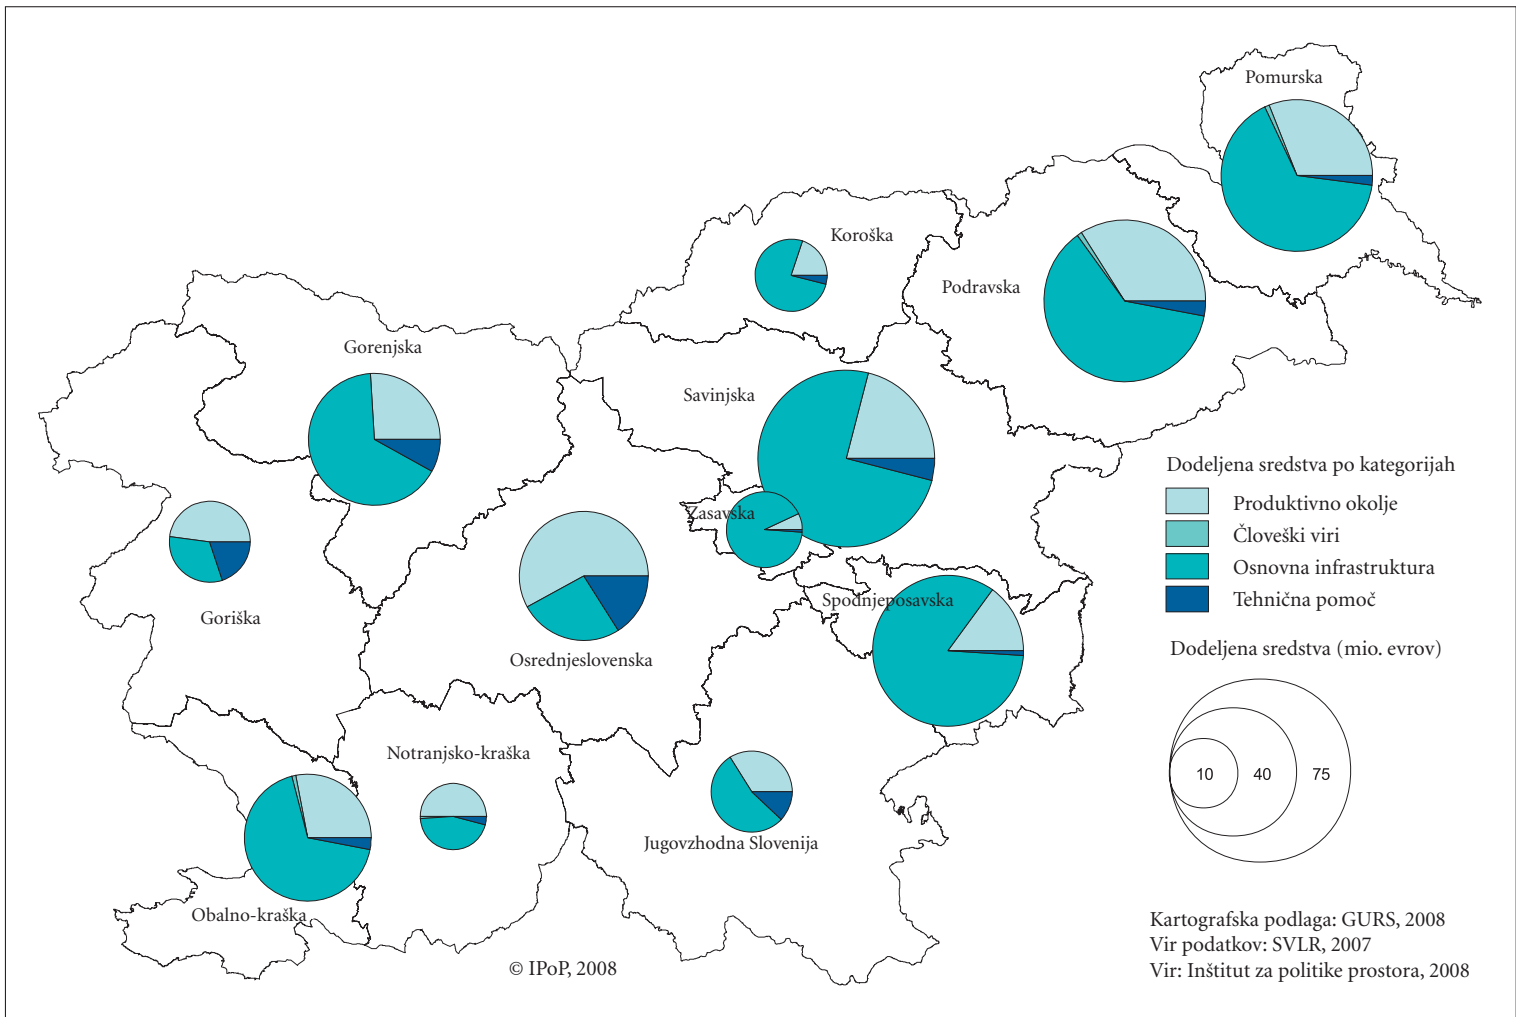 Pomurska
Koroška
Podravska
Gorenjska
Savinjska
Zasavska
Goriška
Osrednjeslovenska
Spodnjeposavska
Notranjsko-kraška
Jugovzhodna Slovenija
Obalno-kraška
Dodeljena sredstva po kategorijah
Produktivno okolje
Človeški viri
Osnovna infrastruktura
Tehnična pomoč
Dodeljena sredstva (mio. evrov)
10 40 75
Kartografska podlaga: GURS, 2008
Vir podatkov: SVLR, 2007
Vir: Inštitut za politike prostora, 2008
© IPoP, 2008